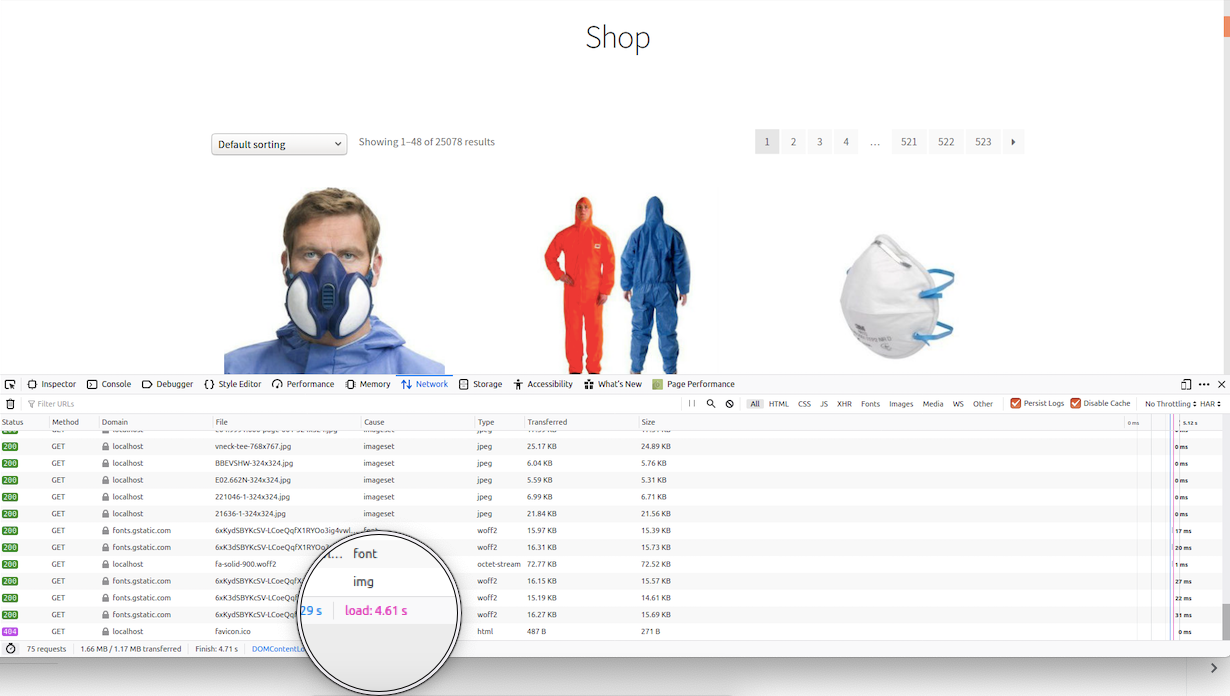 Shop
Default sorting Showing 1–48 of 25078 results 1 2 3 4 … 521 522 523
Inspector Console Debugger Style Editor Performance Memory Network Storage Accessibility What's New Page Performance
Filter URLs All HTML CSS JS XHR Fonts Images Media WS Other Persist Logs Disable Cache No Throttling HAR
Status Method Domain File Cause Type Transferred Size 0 ms 5.12 s
200 GET localhost vneck-tee-768x767.jpg imageset jpeg 25.17 KB 24.89 KB 0 ms
200 GET localhost BBEVSHW-324x324.jpg imageset jpeg 6.04 KB 5.76 KB 0 ms
200 GET localhost E02.662N-324x324.jpg imageset jpeg 5.59 KB 5.31 KB 0 ms
200 GET localhost 221046-1-324x324.jpg imageset jpeg 6.99 KB 6.71 KB 0 ms
200 GET localhost 21636-1-324x324.jpg imageset jpeg 21.84 KB 21.56 KB 0 ms
200 GET fonts.gstatic.com woff2 15.97 KB 15.39 KB 17 ms
200 GET fonts.gstatic.com woff2 16.31 KB 15.73 KB 20 ms
… font
200 GET localhost fa-solid-900.woff2 octet-stream 72.77 KB 72.52 KB 1 ms
200 GET fonts.gstatic.com woff2 16.15 KB 15.57 KB 27 ms
img
200 GET fonts.gstatic.com woff2 15.19 KB 14.61 KB 22 ms
29 s load: 4.61 s
200 GET fonts.gstatic.com woff2 16.27 KB 15.69 KB 31 ms
404 GET localhost favicon.ico html 487 B 271 B 0 ms
75 requests 1.66 MB / 1.17 MB transferred Finish: 4.71 s